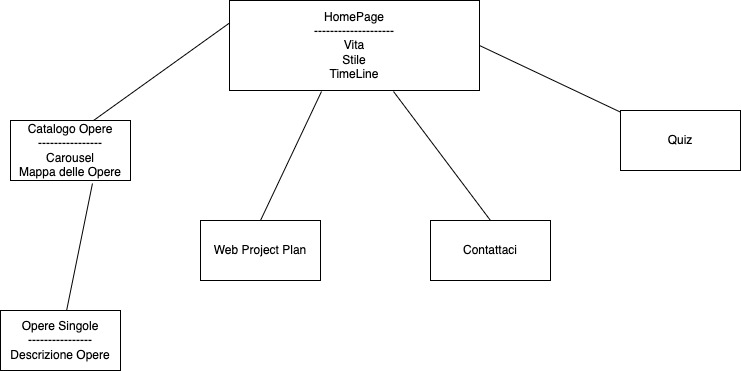 HomePage
--------------------
Vita
Stile
TimeLine
Catalogo Opere
----------------
Carousel
Mappa delle Opere
Quiz
Web Project Plan
Contattaci
Opere Singole
----------------
Descrizione Opere